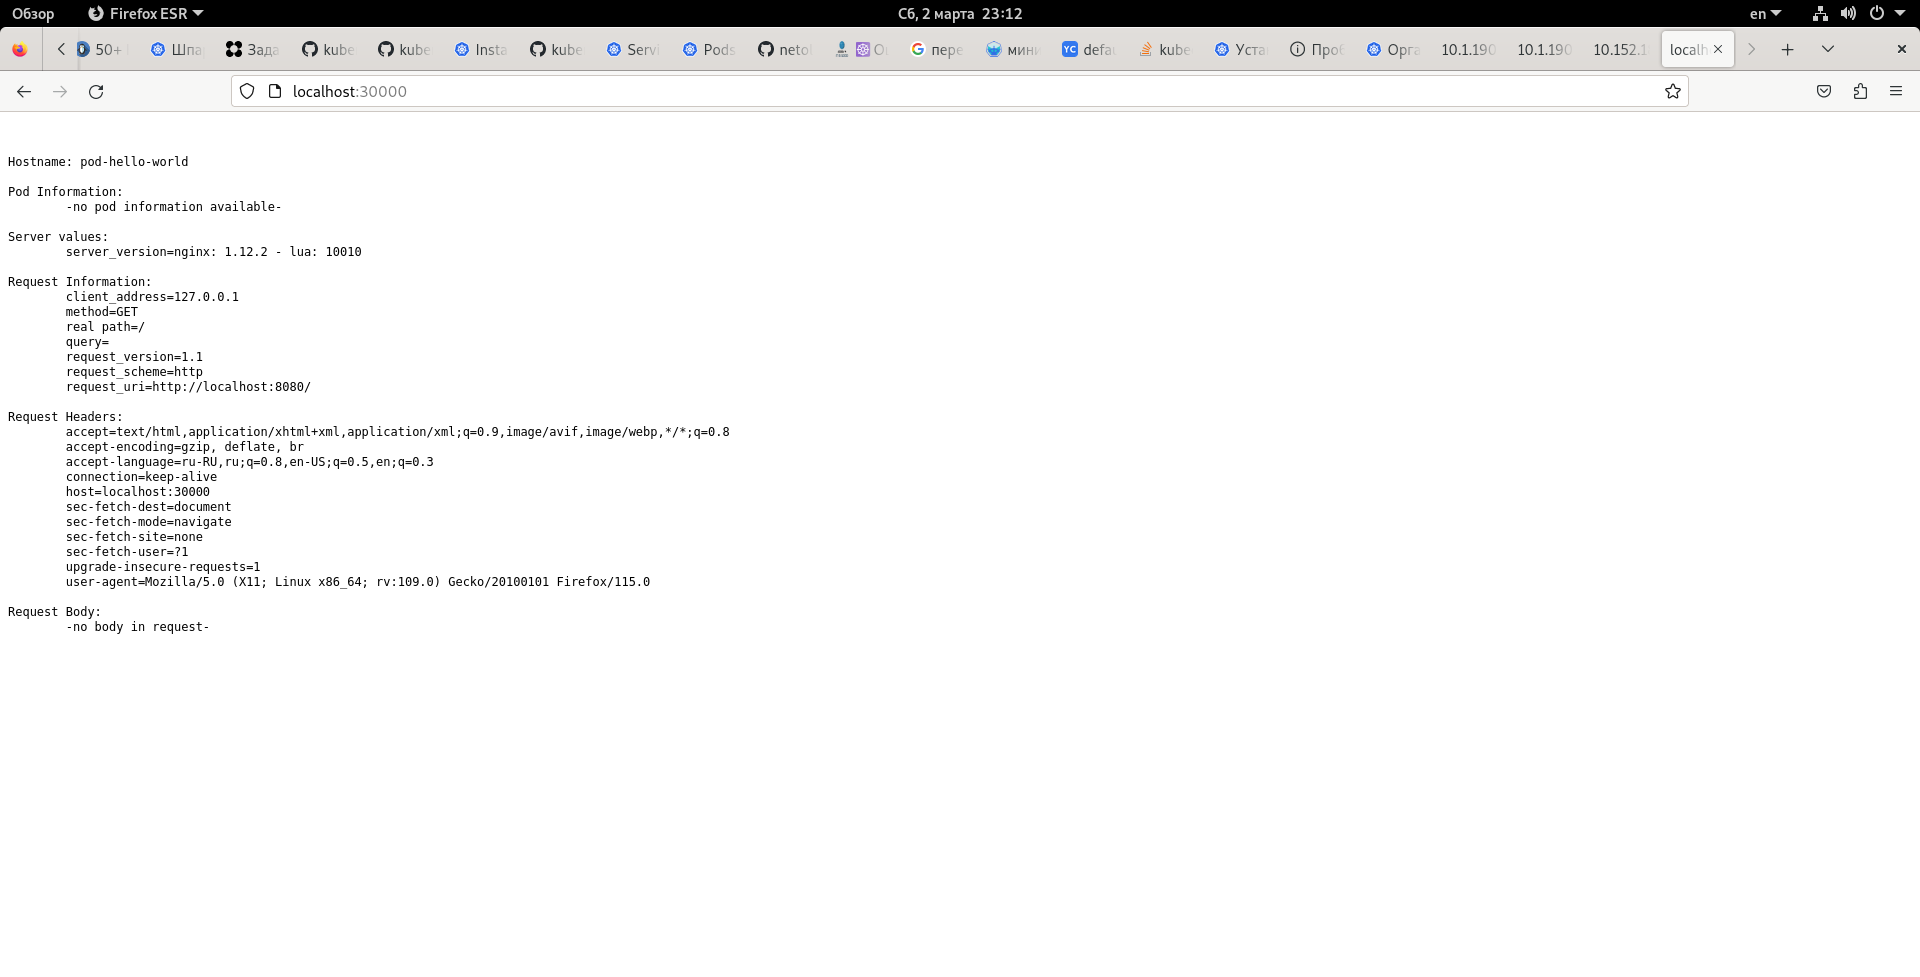 Обзор Firefox ESR Сб, 2 марта 23:12 en
50+ Шпа Зада kube kube Insta kube Servi Pods neto пере мини defau kube Уста Проб Орга 10.1.190 10.1.190 10.152.1 localh
localhost:30000
Hostname: pod-hello-world
Pod Information:
-no pod information available-
Server values:
server_version=nginx: 1.12.2 - lua: 10010
Request Information:
client_address=127.0.0.1
method=GET
real path=/
query=
request_version=1.1
request_scheme=http
request_uri=http://localhost:8080/
Request Headers:
accept=text/html,application/xhtml+xml,application/xml;q=0.9,image/avif,image/webp,*/*;q=0.8
accept-encoding=gzip, deflate, br
accept-language=ru-RU,ru;q=0.8,en-US;q=0.5,en;q=0.3
connection=keep-alive
host=localhost:30000
sec-fetch-dest=document
sec-fetch-mode=navigate
sec-fetch-site=none
sec-fetch-user=?1
upgrade-insecure-requests=1
user-agent=Mozilla/5.0 (X11; Linux x86_64; rv:109.0) Gecko/20100101 Firefox/115.0
Request Body:
-no body in request-